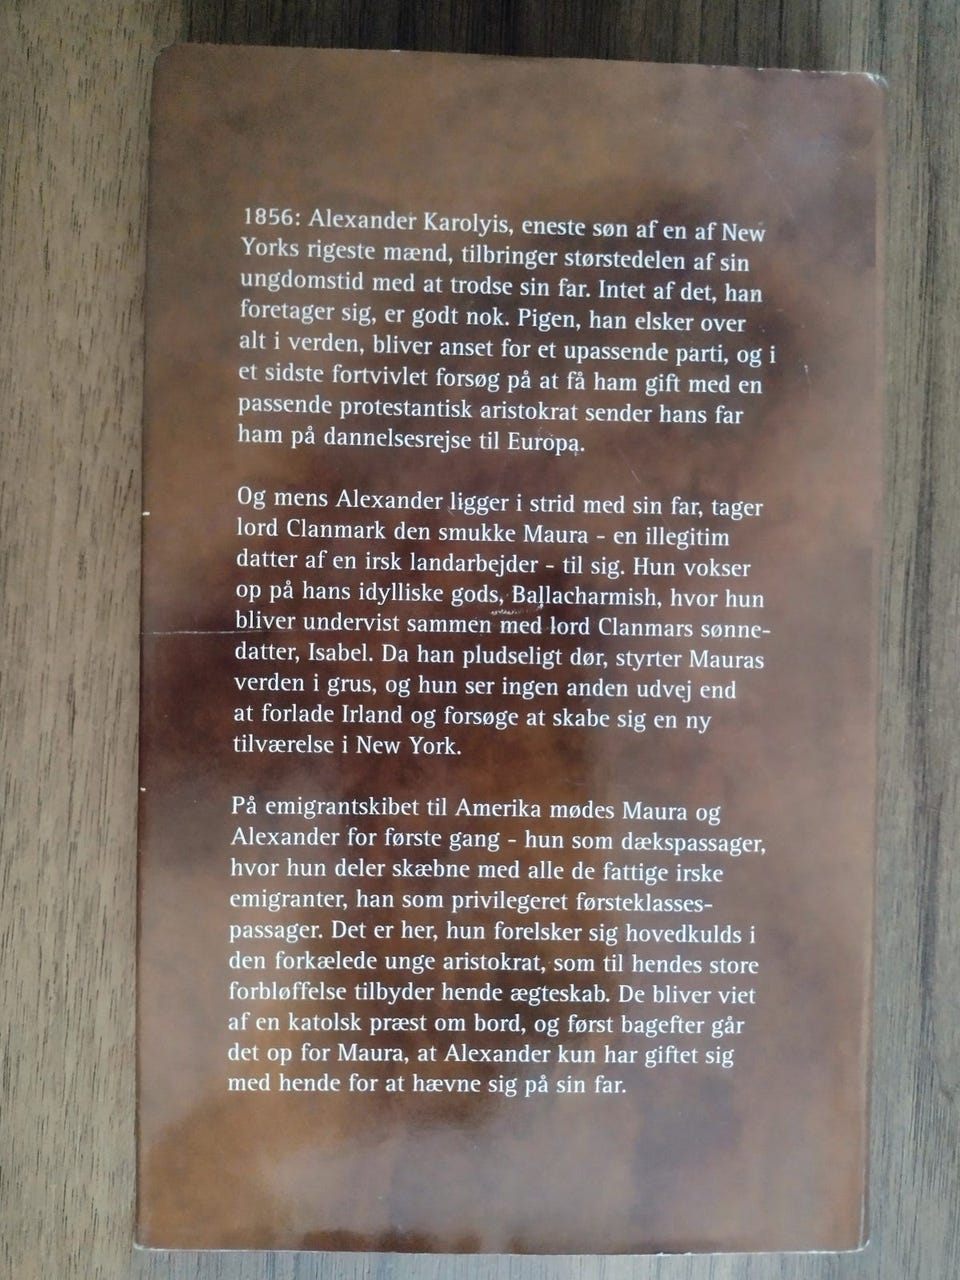 1856: Alexander Karolyis, eneste søn af en af New
Yorks rigeste mænd, tilbringer størstedelen af sin
ungdomstid med at trodse sin far. Intet af det, han
foretager sig, er godt nok. Pigen, han elsker over
alt i verden, bliver anset for et upassende parti, og i
et sidste fortvivlet forsøg på at få ham gift med en
passende protestantisk aristokrat sender hans far
ham på dannelsesrejse til Europa.
Og mens Alexander ligger i strid med sin far, tager
lord Clanmark den smukke Maura - en illegitim
datter af en irsk landarbejder - til sig. Hun vokser
op på hans idylliske gods, Ballacharmish, hvor hun
bliver undervist sammen med lord Clanmars sønne-
datter, Isabel. Da han pludseligt dør, styrter Mauras
verden i grus, og hun ser ingen anden udvej end
at forlade Irland og forsøge at skabe sig en ny
tilværelse i New York.
På emigrantskibet til Amerika mødes Maura og
Alexander for første gang - hun som dækspassager,
hvor hun deler skæbne med alle de fattige irske
emigranter, han som privilegeret førsteklasses-
passager. Det er her, hun forelsker sig hovedkulds i
den forkælede unge aristokrat, som til hendes store
forbløffelse tilbyder hende ægteskab. De bliver viet
af en katolsk præst om bord, og først bagefter går
det op for Maura, at Alexander kun har giftet sig
med hende for at hævne sig på sin far.